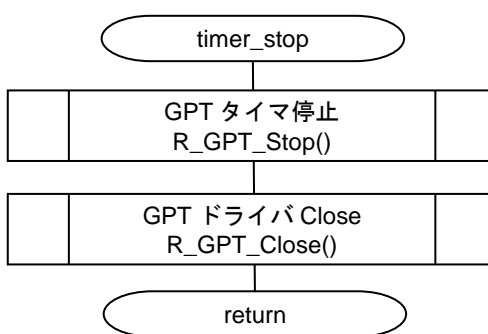 timer_stop
GPT タイマ停止
R_GPT_Stop()
GPT ドライバ Close
R_GPT_Close()
return